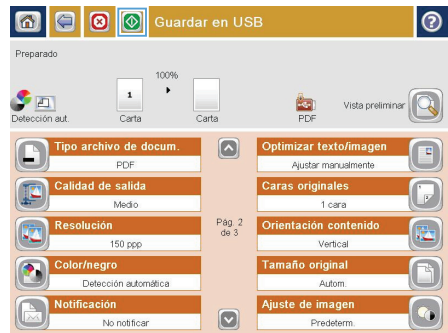 Guardar en USB
Preparado
100%
1
Detección aut.
Carta
Carta
PDF
Vista preliminar
Tipo archivo de docum.
PDF
Optimizar texto/imagen
Ajustar manualmente
Calidad de salida
Medio
Caras originales
1 cara
Resolución
150 ppp
Pág. 2
de 3
Orientación contenido
Vertical
Color/negro
Detección automática
Tamaño original
Autom.
Notificación
No notificar
Ajuste de imagen
Predeterm.